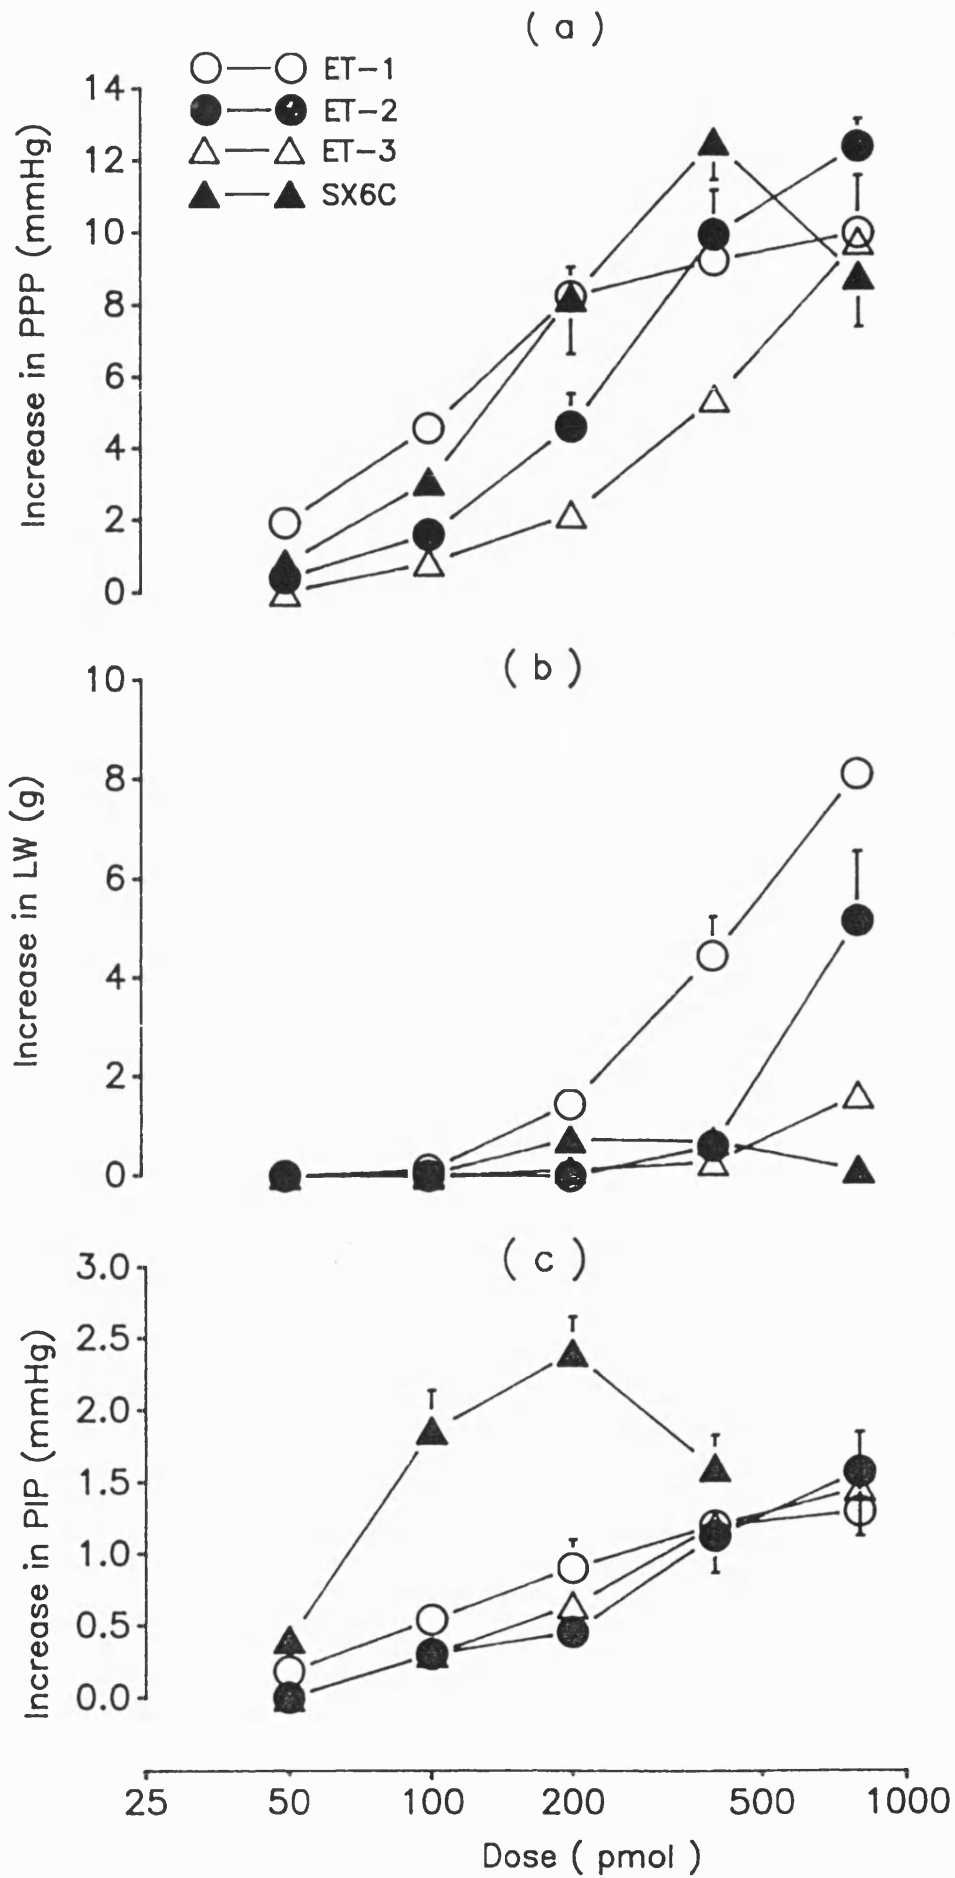 ( a )
ET-1
ET-2
ET-3
SX6C
14
12
10
8
6
4
2
0
Increase in PPP (mmHg)
( b )
10
8
6
4
2
0
Increase in LW (g)
( c )
3.0
2.5
2.0
1.5
1.0
0.5
0.0
Increase in PIP (mmHg)
25 50 100 200 500 1000
Dose ( pmol )